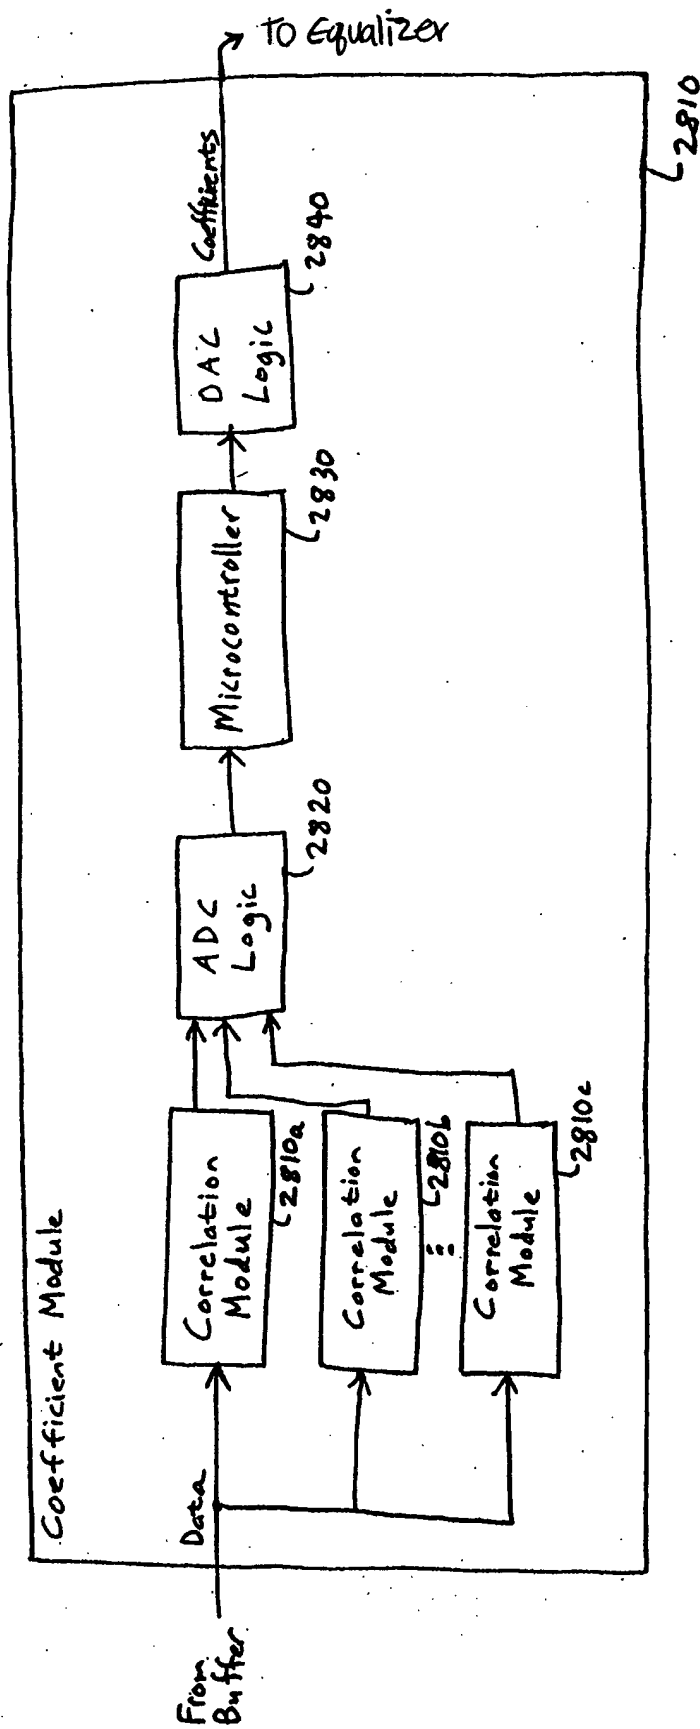 Coefficient Module
From
Buffer
Data
Correlation
Module
2810a
Correlation
Module
2810b
Correlation
Module
2810c
ADC
Logic
2820
Microcontroller
2830
DAC
Logic
2840
Coefficients
To Equalizer
2810